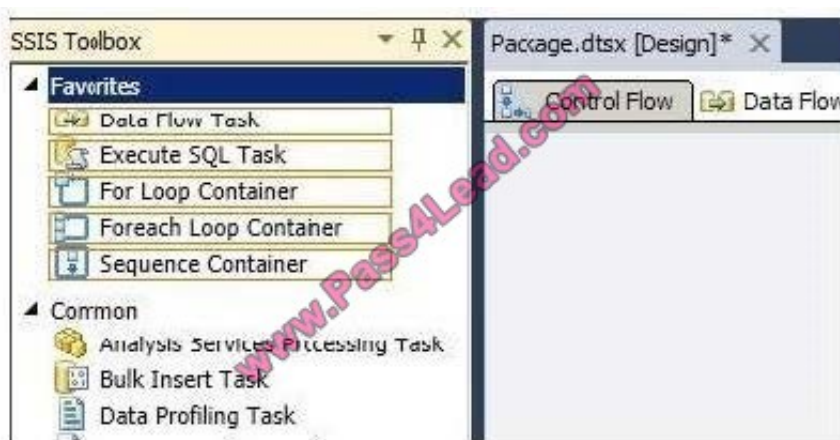 SSIS Toolbox
Package.dtsx [Design]*
Favorites
Control Flow
Data Flow
Data Flow Task
Execute SQL Task
For Loop Container
Foreach Loop Container
Sequence Container
Common
Analysis Services Processing Task
Bulk Insert Task
Data Profiling Task
www.Pass4Lead.com